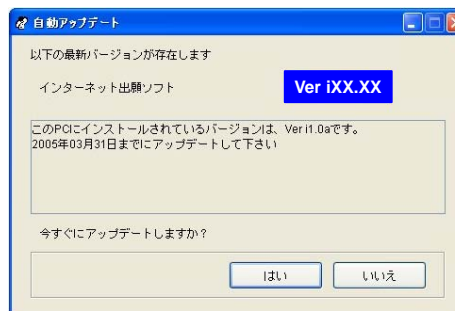 自動アップデート
以下の最新バージョンが存在します
インターネット出願ソフト
Ver iXX.XX
このPCにインストールされているバージョンは、Ver i1.0aです。
2005年03月31日までにアップデートして下さい
今すぐにアップデートしますか?
はい
いいえ